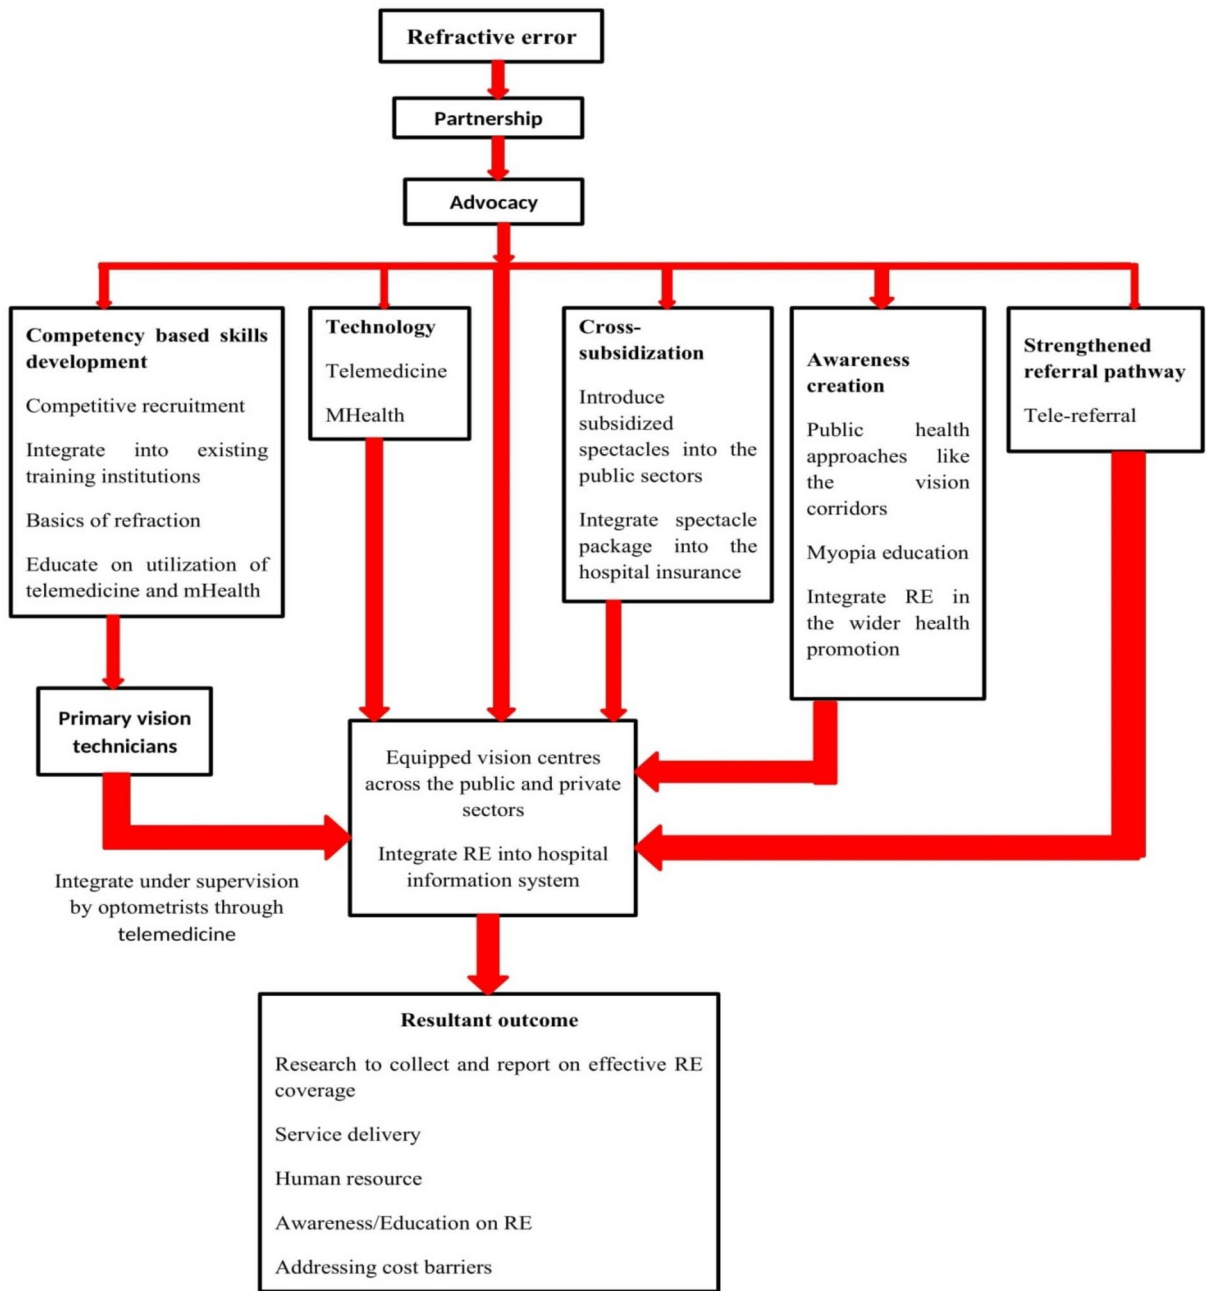 Refractive error
Partnership
Advocacy
Competency based skills
development
Competitive recruitment
Integrate into existing
training institutions
Basics of refraction
Educate on utilization of
telemedicine and mHealth
Technology
Telemedicine
MHealth
Cross-
subsidization
Introduce
subsidized
spectacles into the
public sectors
Integrate spectacle
package into the
hospital insurance
Awareness
creation
Public health
approaches like
the vision
corridors
Myopia education
Integrate RE in
the wider health
promotion
Strengthened
referral pathway
Tele-referral
Primary vision
technicians
Integrate under supervision
by optometrists through
telemedicine
Equipped vision centres
across the public and private
sectors
Integrate RE into hospital
information system
Resultant outcome
Research to collect and report on effective RE
coverage
Service delivery
Human resource
Awareness/Education on RE
Addressing cost barriers